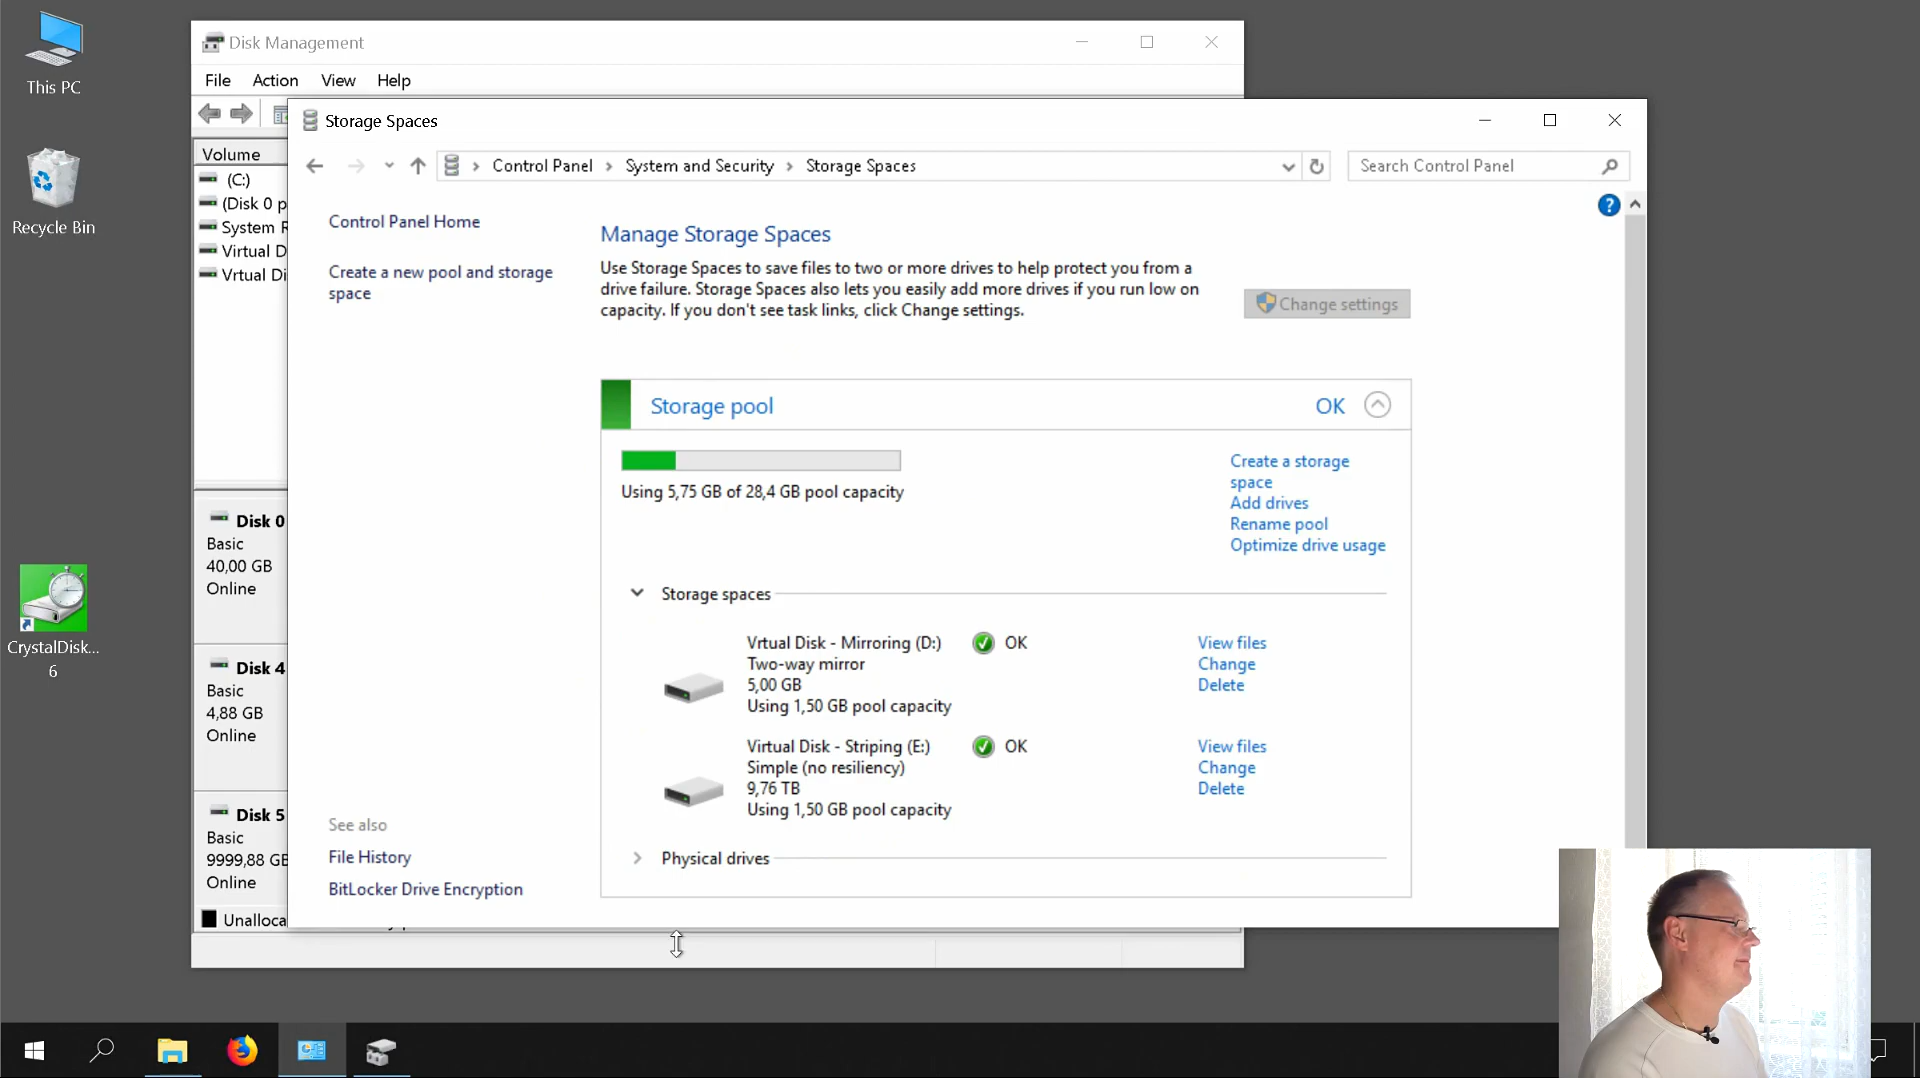 This PC
Recycle Bin
CrystalDisk...
6
Disk Management
File Action View Help
Volume
(C:)
(Disk 0 p
System R
Virtual D
Vrtual Di
Disk 0
Basic
40,00 GB
Online
Disk 4
Basic
4,88 GB
Online
Disk 5
Basic
9999,88 GB
Online
Unalloca
Storage Spaces
Control Panel > System and Security > Storage Spaces
Search Control Panel
Control Panel Home
Create a new pool and storage
space
See also
File History
BitLocker Drive Encryption
?
Manage Storage Spaces
Use Storage Spaces to save files to two or more drives to help protect you from a
drive failure. Storage Spaces also lets you easily add more drives if you run low on
capacity. If you don't see task links, click Change settings.
Change settings
Storage pool OK
Using 5,75 GB of 28,4 GB pool capacity
Create a storage
space
Add drives
Rename pool
Optimize drive usage
Storage spaces
Vrtual Disk - Mirroring (D:) OK View files
Two-way mirror Change
5,00 GB Delete
Using 1,50 GB pool capacity
Virtual Disk - Striping (E:) OK View files
Simple (no resiliency) Change
9,76 TB Delete
Using 1,50 GB pool capacity
Physical drives